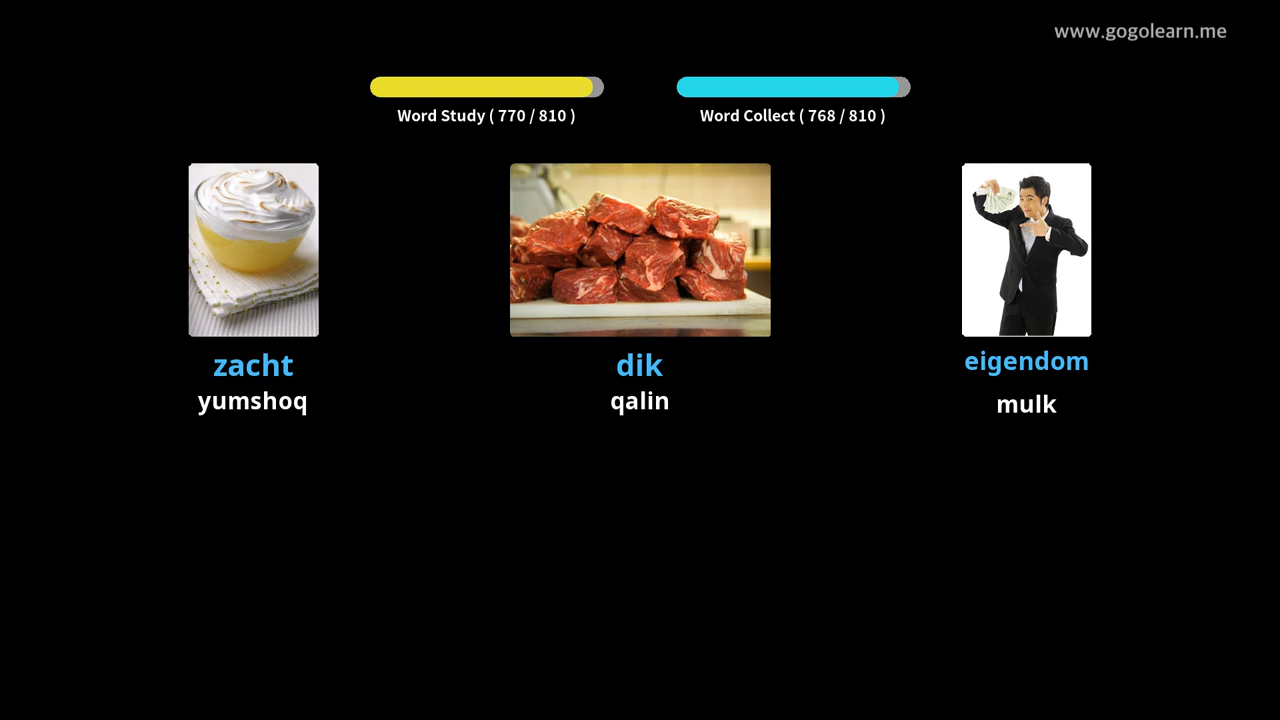 www.gogolearn.me
Word Study ( 770 / 810 )
Word Collect ( 768 / 810 )
zacht
yumshoq
dik
qalin
eigendom
mulk